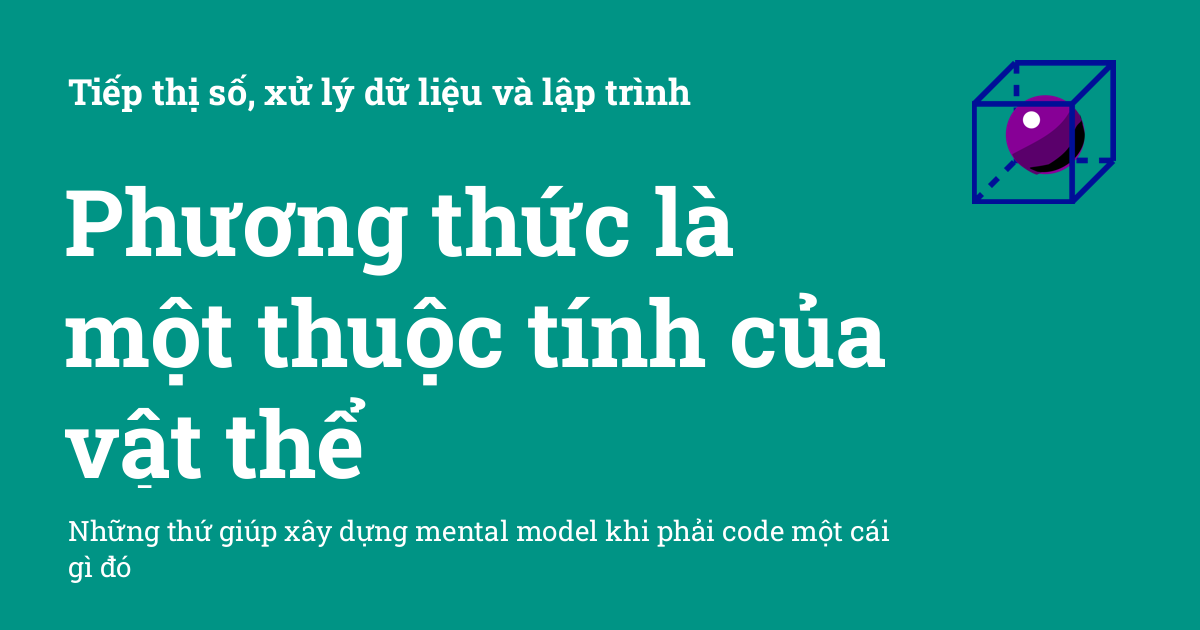 Tiếp thị số, xử lý dữ liệu và lập trình
Phương thức là
một thuộc tính của
vật thể
Những thứ giúp xây dựng mental model khi phải code một cái
gì đó